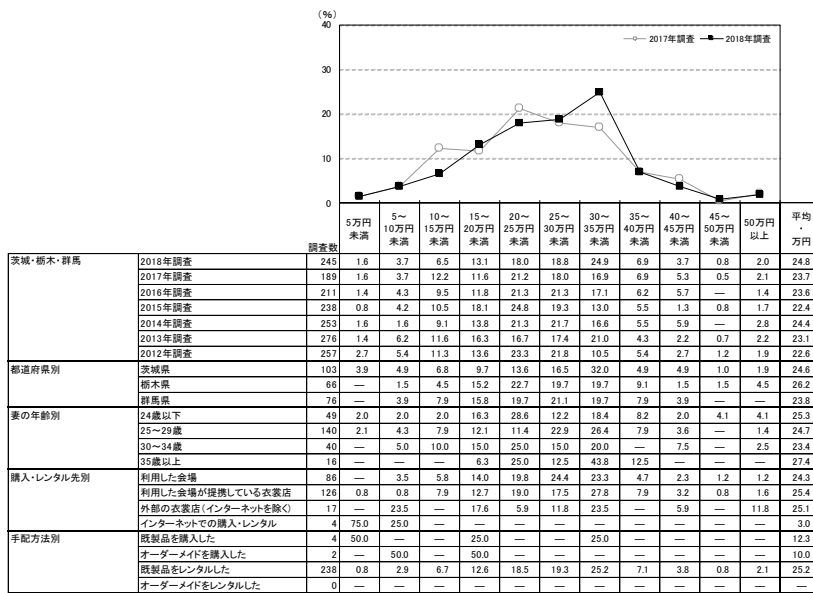 (%)
40
30
20
10
0
2017年調査 2018年調査
調査数 5万円未満 5～10万円未満 10～15万円未満 15～20万円未満 20～25万円未満 25～30万円未満 30～35万円未満 35～40万円未満 40～45万円未満 45～50万円未満 50万円以上 平均・万円
茨城・栃木・群馬 2018年調査 245 1.6 3.7 6.5 13.1 18.0 18.8 24.9 6.9 3.7 0.8 2.0 24.8
2017年調査 189 1.6 3.7 12.2 11.6 21.2 18.0 16.9 6.9 5.3 0.5 2.1 23.7
2016年調査 211 1.4 4.3 9.5 11.8 21.3 21.3 17.1 6.2 5.7 — 1.4 23.6
2015年調査 238 0.8 4.2 10.5 18.1 24.8 19.3 13.0 5.5 1.3 0.8 1.7 22.4
2014年調査 253 1.6 1.6 9.1 13.8 21.3 21.7 16.6 5.5 5.9 — 2.8 24.4
2013年調査 276 1.4 6.2 11.6 16.3 16.7 17.4 21.0 4.3 2.2 0.7 2.2 23.1
2012年調査 257 2.7 5.4 11.3 13.6 23.3 21.8 10.5 5.4 2.7 1.2 1.9 22.6
都道府県別 茨城県 103 3.9 4.9 6.8 9.7 13.6 16.5 32.0 4.9 4.9 1.0 1.9 24.6
栃木県 66 — 1.5 4.5 15.2 22.7 19.7 19.7 9.1 1.5 1.5 4.5 26.2
群馬県 76 — 3.9 7.9 15.8 19.7 21.1 19.7 7.9 3.9 — — 23.8
妻の年齢別 24歳以下 49 2.0 2.0 2.0 16.3 28.6 12.2 18.4 8.2 2.0 4.1 4.1 25.3
25～29歳 140 2.1 4.3 7.9 12.1 11.4 22.9 26.4 7.9 3.6 — 1.4 24.7
30～34歳 40 — 5.0 10.0 15.0 25.0 15.0 20.0 — 7.5 — 2.5 23.4
35歳以上 16 — — — 6.3 25.0 12.5 43.8 12.5 — — — 27.4
購入・レンタル先別 利用した会場 86 — 3.5 5.8 14.0 19.8 24.4 23.3 4.7 2.3 1.2 1.2 24.3
利用した会場が提携している衣裳店 126 0.8 0.8 7.9 12.7 19.0 17.5 27.8 7.9 3.2 0.8 1.6 25.4
外部の衣裳店(インターネットを除く) 17 — 23.5 — 17.6 5.9 11.8 23.5 — 5.9 — 11.8 25.1
インターネットでの購入・レンタル 4 75.0 25.0 — — — — — — — — — 3.0
手配方法別 既製品を購入した 4 50.0 — — 25.0 — — 25.0 — — — — 12.3
オーダーメイドを購入した 2 — 50.0 — 50.0 — — — — — — — 10.0
既製品をレンタルした 238 0.8 2.9 6.7 12.6 18.5 19.3 25.2 7.1 3.8 0.8 2.1 25.2
オーダーメイドをレンタルした 0 — — — — — — — — — — — —